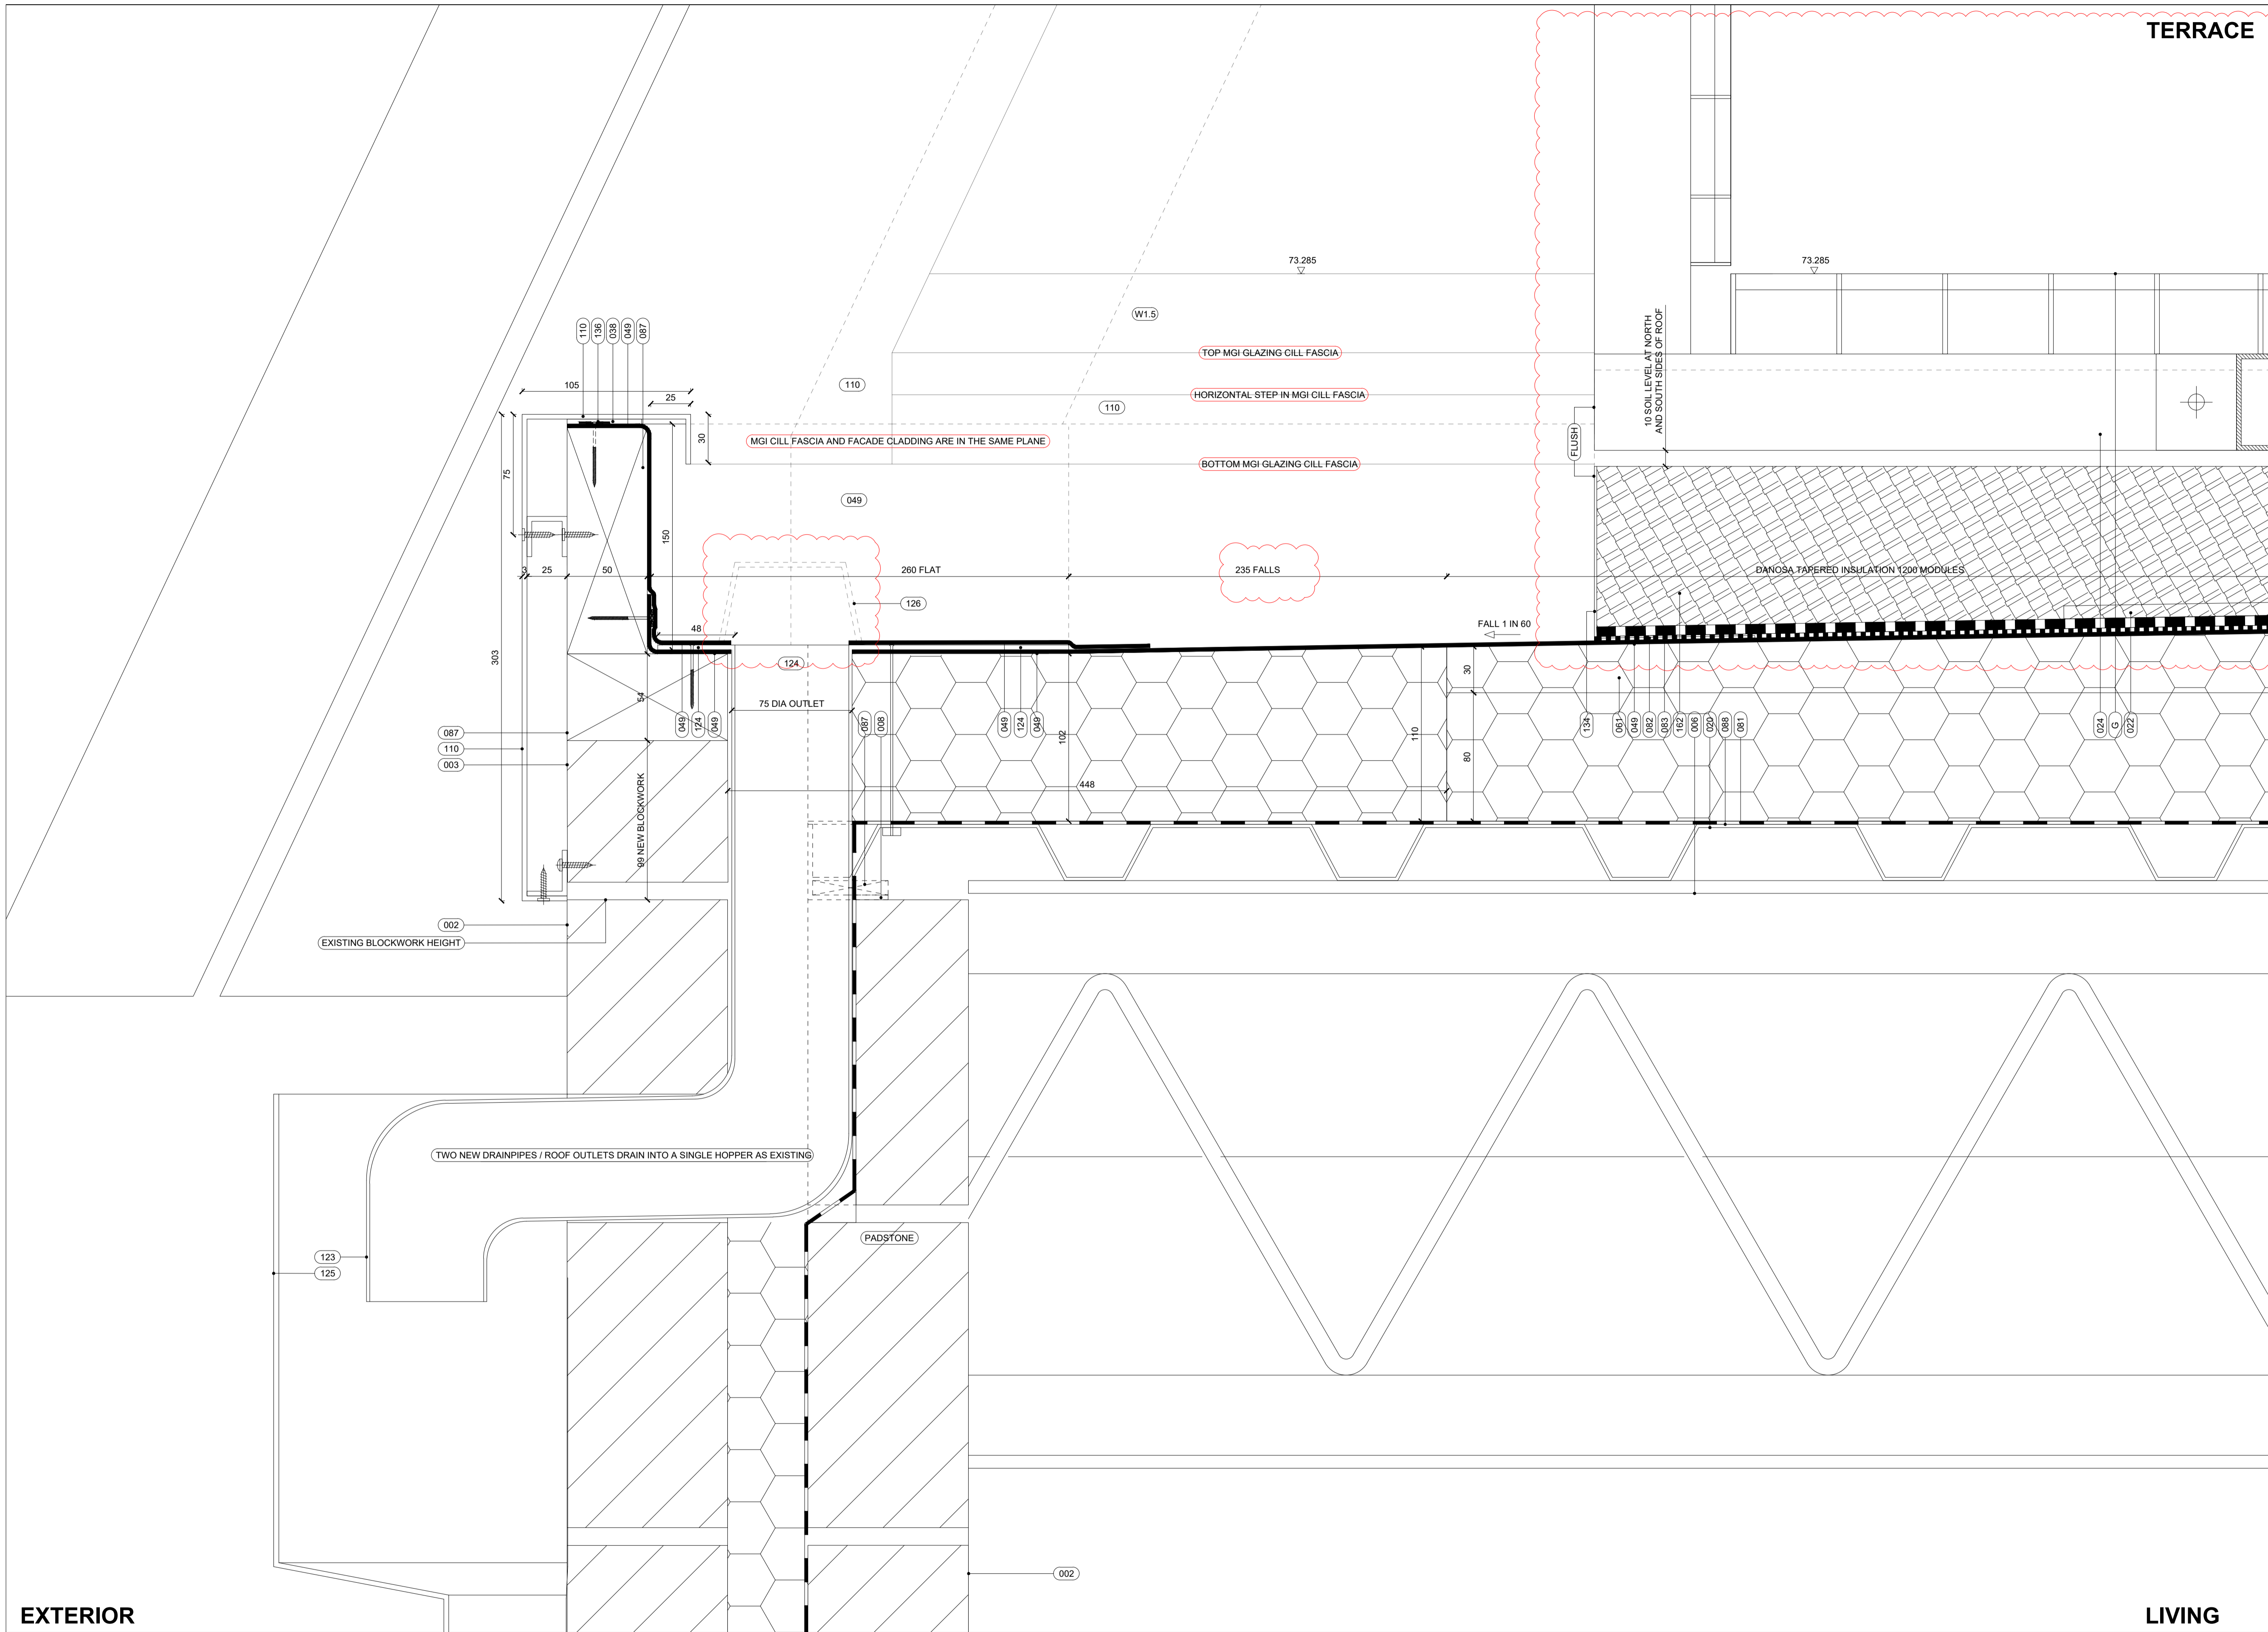 TERRACE
73.285
73.285
W1.5
10 SOIL LEVEL AT NORTH
AND SOUTH SIDES OF ROOF
110
136
038
049
087
TOP MGI GLAZING CILL FASCIA
105
110
25
HORIZONTAL STEP IN MGI CILL FASCIA
110
30
MGI CILL FASCIA AND FACADE CLADDING ARE IN THE SAME PLANE
FLUSH
BOTTOM MGI GLAZING CILL FASCIA
75
049
150
3
25
50
260 FLAT
235 FALLS
DANOSA TAPERED INSULATION 1200 MODULES
126
48
FALL 1 IN 60
303
124
30
54
75 DIA OUTLET
049
124
049
087
008
049
124
049
102
110
134
061
049
082
083
162
006
020
088
081
024
G
022
087
110
003
80
448
99 NEW BLOCKWORK
002
EXISTING BLOCKWORK HEIGHT
TWO NEW DRAINPIPES / ROOF OUTLETS DRAIN INTO A SINGLE HOPPER AS EXISTING
PADSTONE
123
125
002
EXTERIOR
LIVING